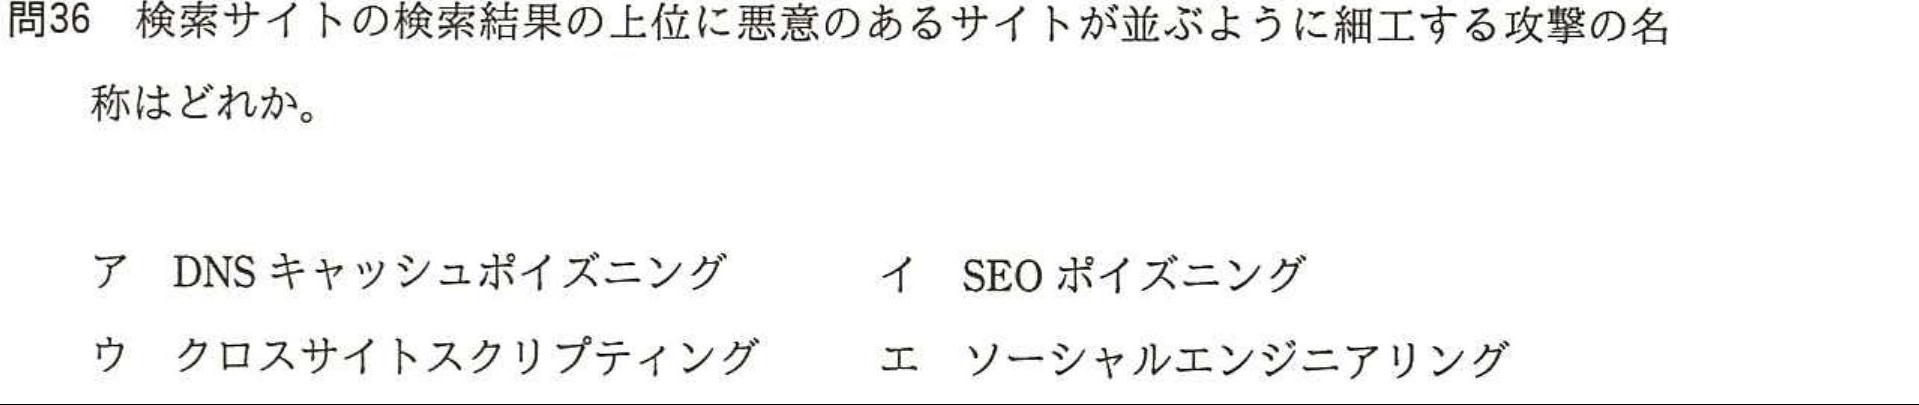 問36　検索サイトの検索結果の上位に悪意のあるサイトが並ぶように細工する攻撃の名
称はどれか。
ア　DNS キャッシュポイズニング　　　イ　SEO ポイズニング
ウ　クロスサイトスクリプティング　　　エ　ソーシャルエンジニアリング